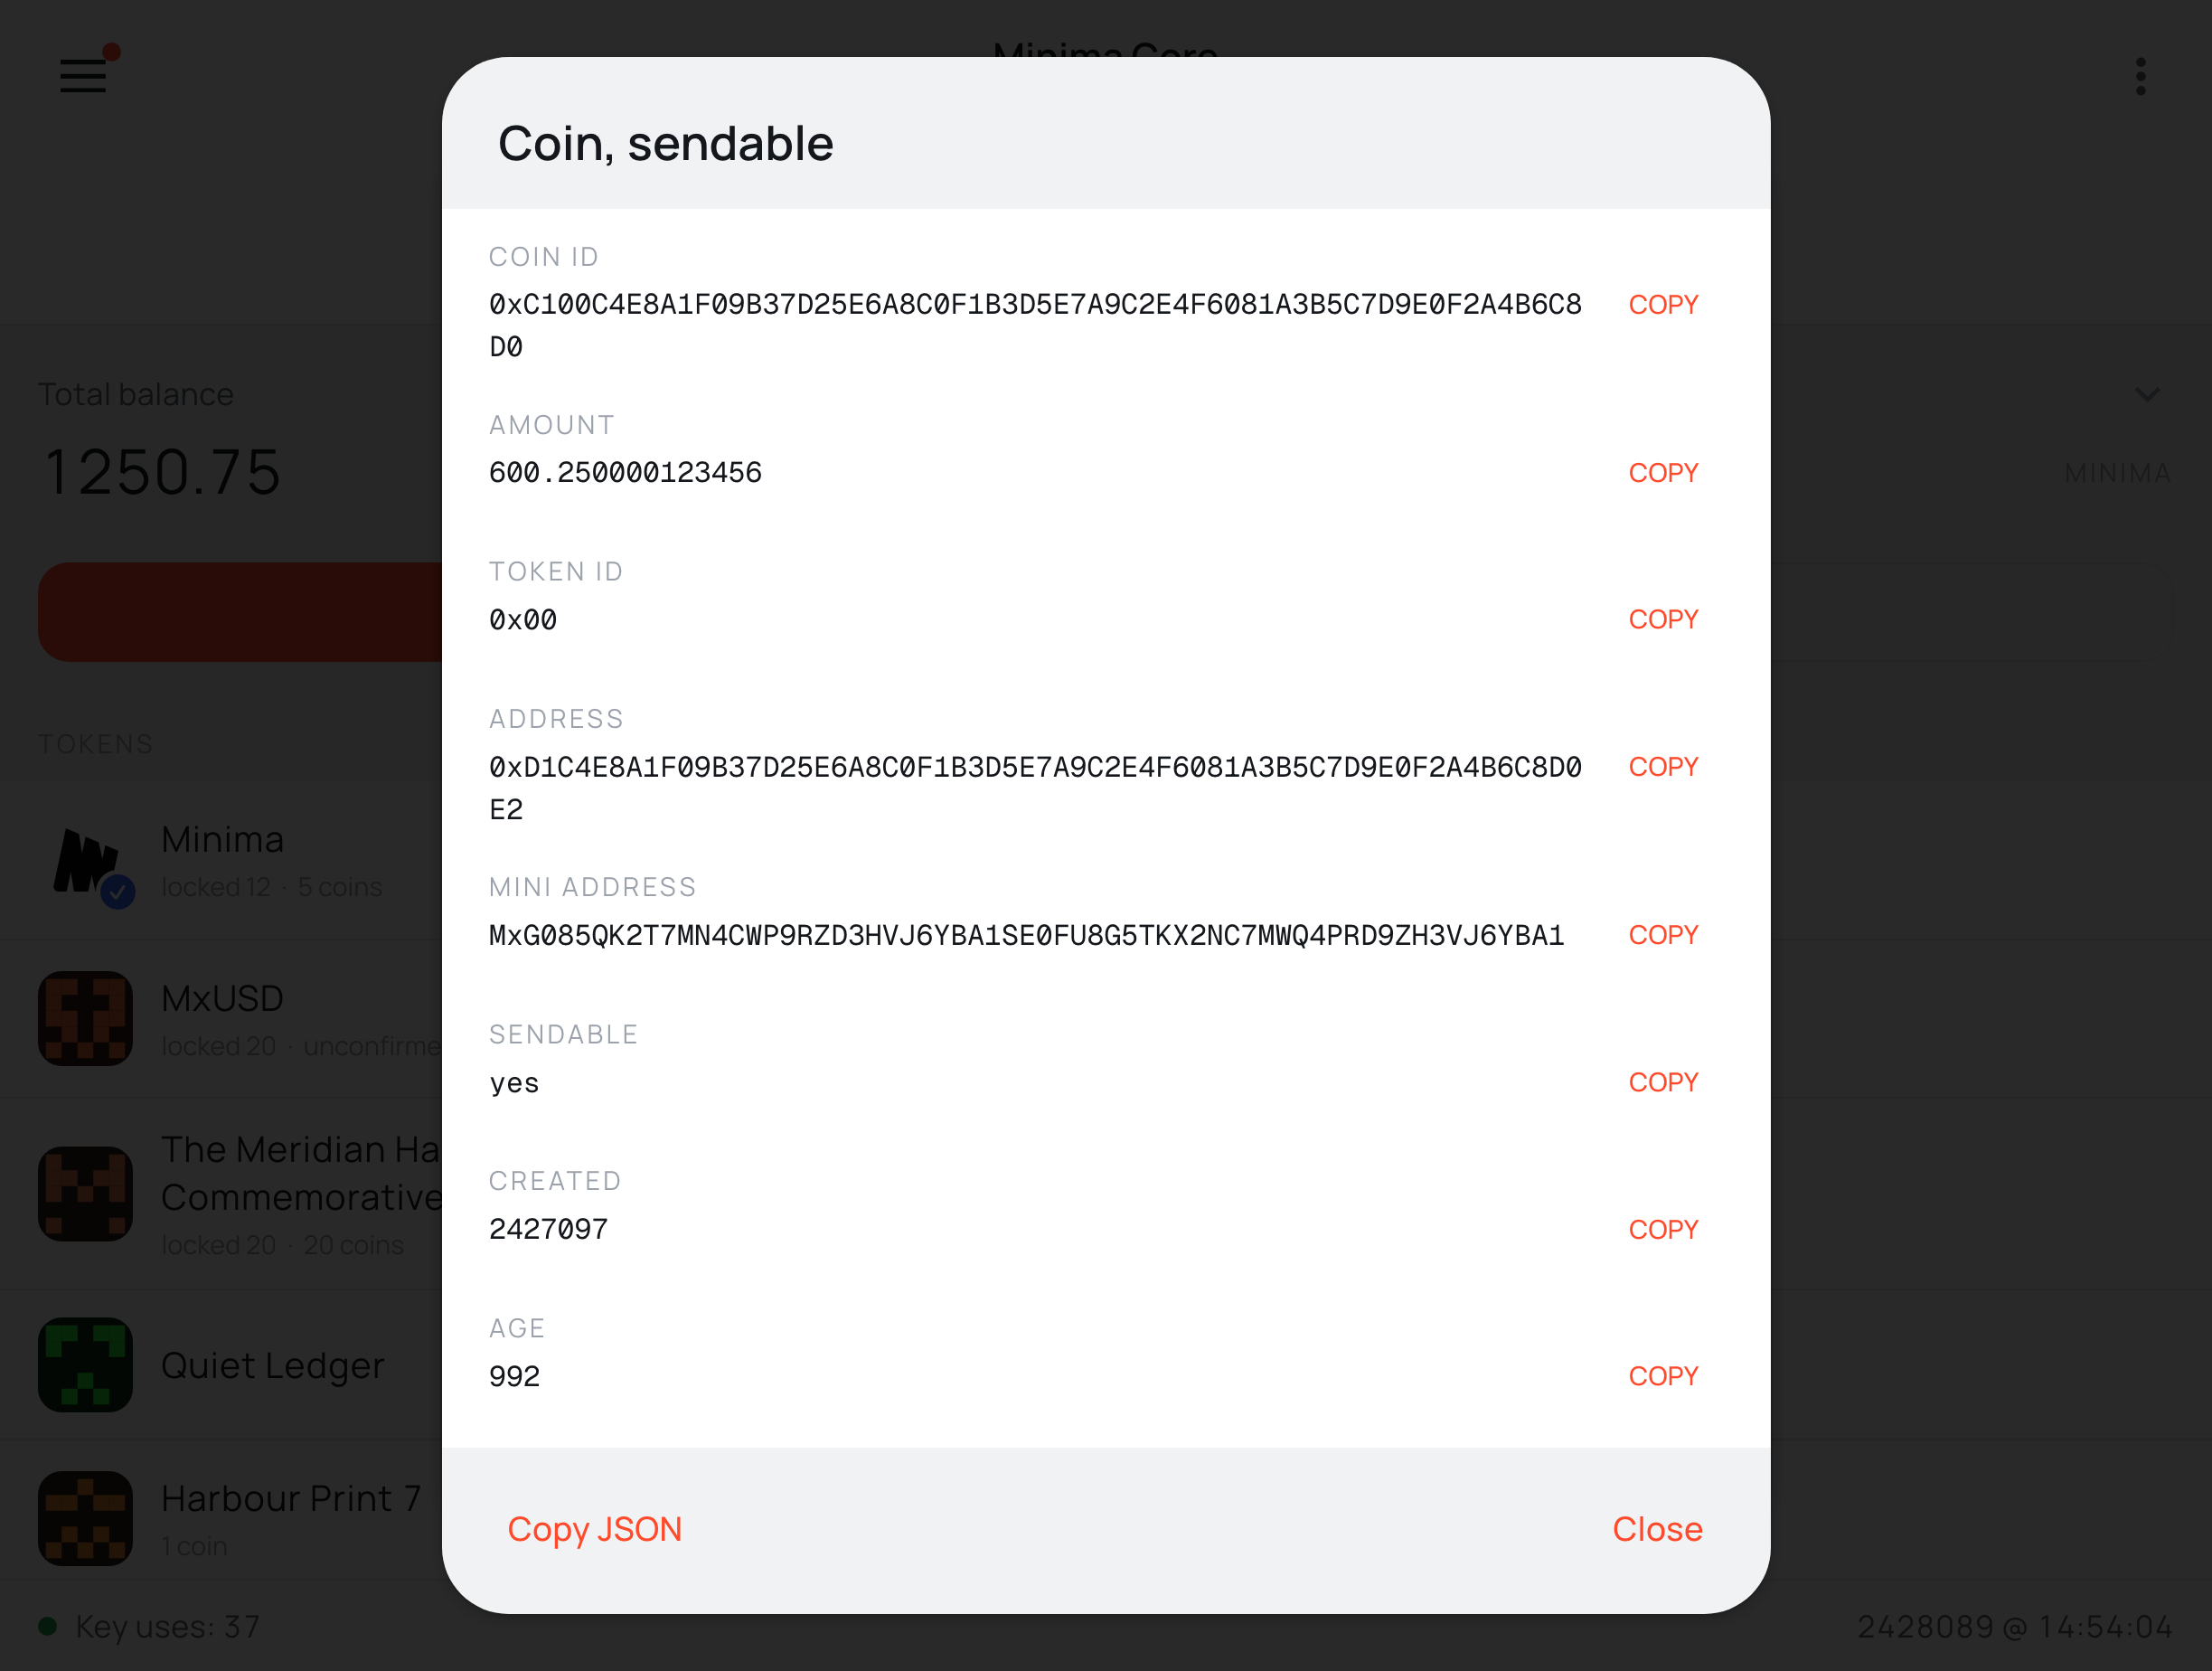 Minima Core
Coin, sendable
COIN ID
0xC100C4E8A1F09B37D25E6A8C0F1B3D5E7A9C2E4F6081A3B5C7D9E0F2A4B6C8
D0
COPY
AMOUNT
600.250000123456
COPY
TOKEN ID
0x00
COPY
ADDRESS
0xD1C4E8A1F09B37D25E6A8C0F1B3D5E7A9C2E4F6081A3B5C7D9E0F2A4B6C8D0
E2
COPY
MINI ADDRESS
MxG085QK2T7MN4CWP9RZD3HVJ6YBA1SE0FU8G5TKX2NC7MWQ4PRD9ZH3VJ6YBA1
COPY
SENDABLE
yes
COPY
CREATED
2427097
COPY
AGE
992
COPY
Copy JSON
Close
Total balance
1250.75
MINIMA
TOKENS
Minima
locked 12 · 5 coins
MxUSD
locked 20 · unconfirme
The Meridian Ha
Commemorative
locked 20 · 20 coins
Quiet Ledger
Harbour Print 7
1 coin
Key uses: 37
2428089 @ 14:54:04